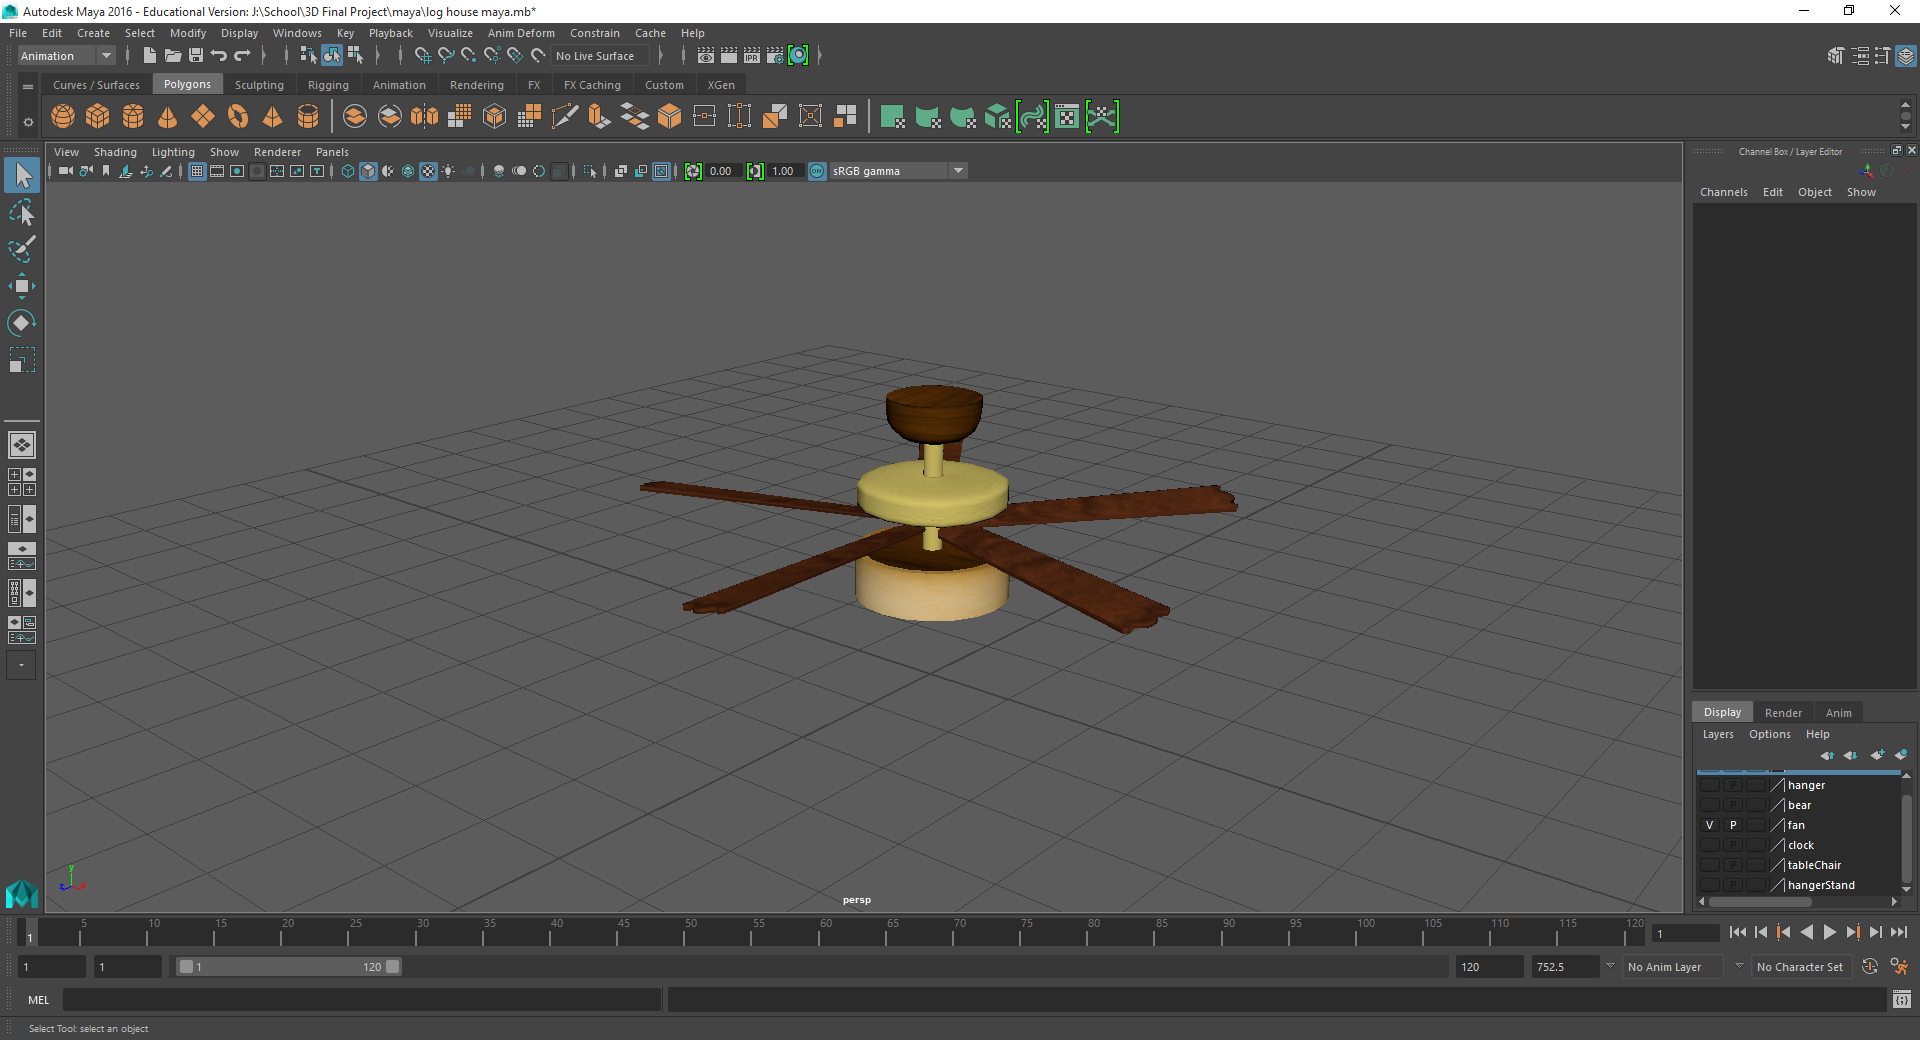 Autodesk Maya 2016 - Educational Version: J:\School\3D Final Project\maya\log house maya.mb*
File Edit Create Select Modify Display Windows Key Playback Visualize Anim Deform Constrain Cache Help
Animation No Live Surface IPR
Curves / Surfaces Polygons Sculpting Rigging Animation Rendering FX FX Caching Custom XGen
View Shading Lighting Show Renderer Panels
0.00 1.00 ON sRGB gamma
Channel Box / Layer Editor
Channels Edit Object Show
Display Render Anim
Layers Options Help
P hanger
P bear
V P fan
P clock
P tableChair
P hangerStand
y
z x
persp
5 10 15 20 25 30 35 40 45 50 55 60 65 70 75 80 85 90 95 100 105 110 115 120
1 1
1 1 1 120 120 752.5 No Anim Layer No Character Set
MEL
Select Tool: select an object